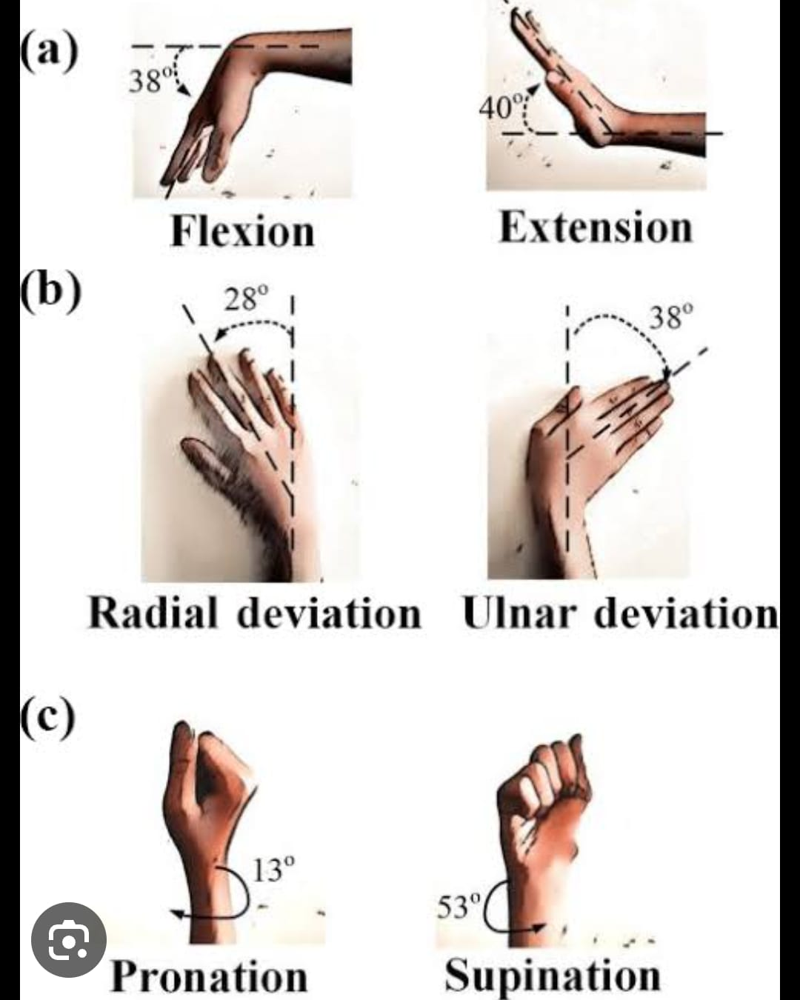 (a)
38°
40°
Flexion
Extension
(b)
28°
38°
Radial deviation
Ulnar deviation
(c)
13°
53°
Pronation
Supination